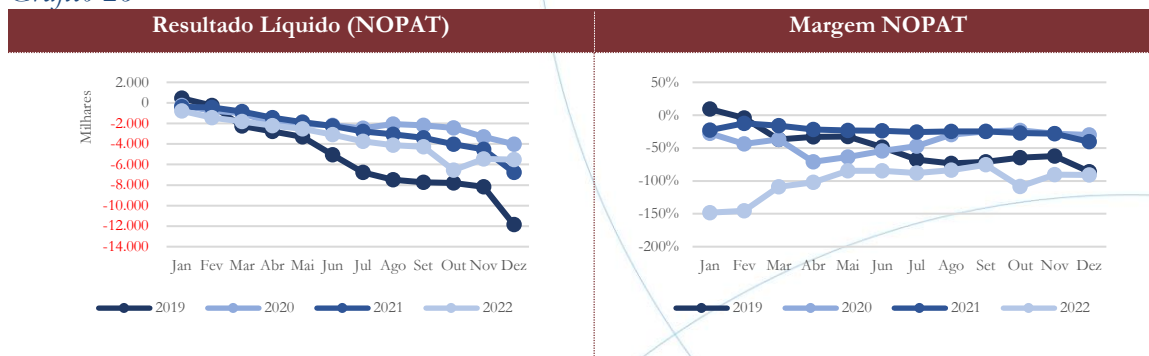 Resultado Líquido (NOPAT)
Margem NOPAT
Milhares
2.000
0
-2.000
-4.000
-6.000
-8.000
-10.000
-12.000
-14.000
Jan Fev Mar Abr Mai Jun Jul Ago Set Out Nov Dez
2019 2020 2021 2022
50%
0%
-50%
-100%
-150%
-200%
Jan Fev Mar Abr Mai Jun Jul Ago Set Out Nov Dez
2019 2020 2021 2022